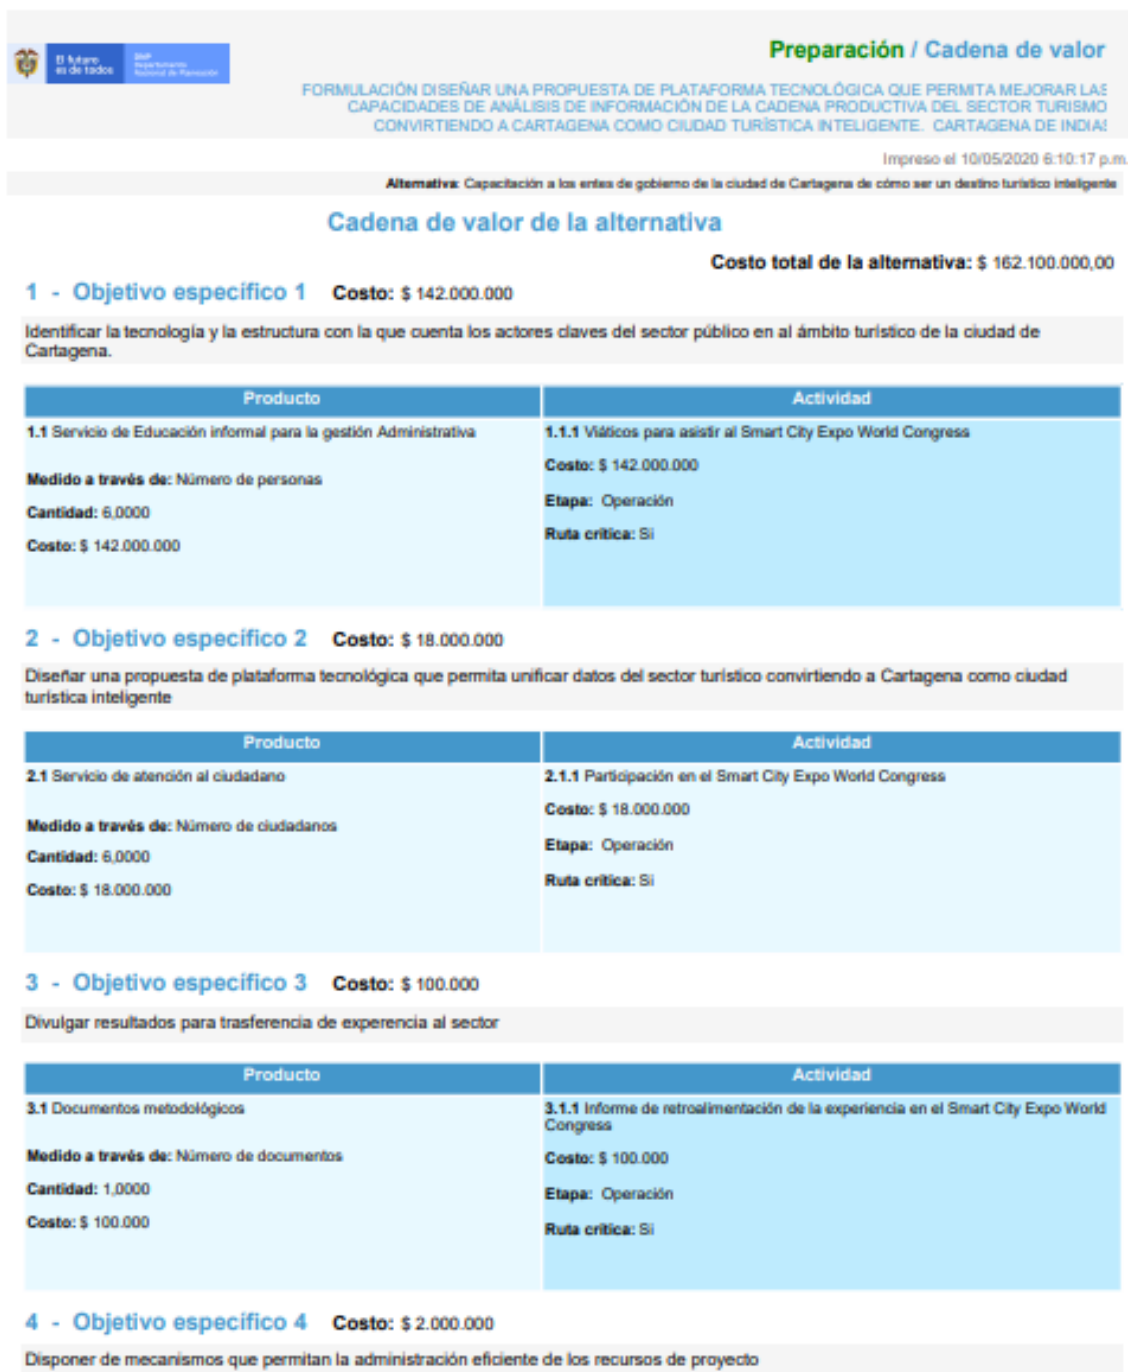 El futuro
es de todos
DNP
Departamento
Nacional de Planeación
Preparación / Cadena de valor
FORMULACIÓN DISEÑAR UNA PROPUESTA DE PLATAFORMA TECNOLÓGICA QUE PERMITA MEJORAR LAS
CAPACIDADES DE ANÁLISIS DE INFORMACIÓN DE LA CADENA PRODUCTIVA DEL SECTOR TURISMO
CONVIRTIENDO A CARTAGENA COMO CIUDAD TURÍSTICA INTELIGENTE. CARTAGENA DE INDIAS
Impreso el 10/05/2020 6:10:17 p.m.
Alternativa: Capacitación a los entes de gobierno de la ciudad de Cartagena de cómo ser un destino turístico inteligente
Cadena de valor de la alternativa
Costo total de la alternativa: $ 162.100.000,00
1 - Objetivo específico 1 Costo: $ 142.000.000
Identificar la tecnología y la estructura con la que cuenta los actores claves del sector público en al ámbito turístico de la ciudad de
Cartagena.
Producto Actividad
1.1 Servicio de Educación informal para la gestión Administrativa
Medido a través de: Número de personas
Cantidad: 6,0000
Costo: $ 142.000.000
1.1.1 Viáticos para asistir al Smart City Expo World Congress
Costo: $ 142.000.000
Etapa: Operación
Ruta crítica: Si
2 - Objetivo específico 2 Costo: $ 18.000.000
Diseñar una propuesta de plataforma tecnológica que permita unificar datos del sector turístico convirtiendo a Cartagena como ciudad
turística inteligente
Producto Actividad
2.1 Servicio de atención al ciudadano
Medido a través de: Número de ciudadanos
Cantidad: 6,0000
Costo: $ 18.000.000
2.1.1 Participación en el Smart City Expo World Congress
Costo: $ 18.000.000
Etapa: Operación
Ruta crítica: Si
3 - Objetivo específico 3 Costo: $ 100.000
Divulgar resultados para trasferencia de experencia al sector
Producto Actividad
3.1 Documentos metodológicos
Medido a través de: Número de documentos
Cantidad: 1,0000
Costo: $ 100.000
3.1.1 Informe de retroalimentación de la experiencia en el Smart City Expo World
Congress
Costo: $ 100.000
Etapa: Operación
Ruta crítica: Si
4 - Objetivo específico 4 Costo: $ 2.000.000
Disponer de mecanismos que permitan la administración eficiente de los recursos de proyecto